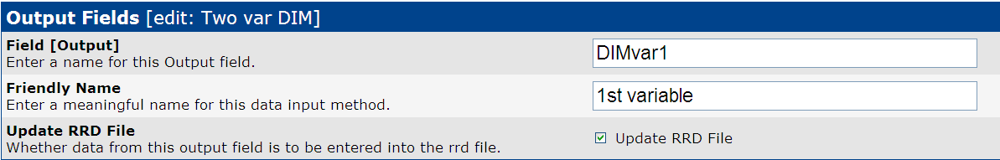 Output Fields [edit: Two var DIM]
Field [Output]
Enter a name for this Output field.
DIMvar1
Friendly Name
Enter a meaningful name for this data input method.
1st variable
Update RRD File
Whether data from this output field is to be entered into the rrd file.
Update RRD File